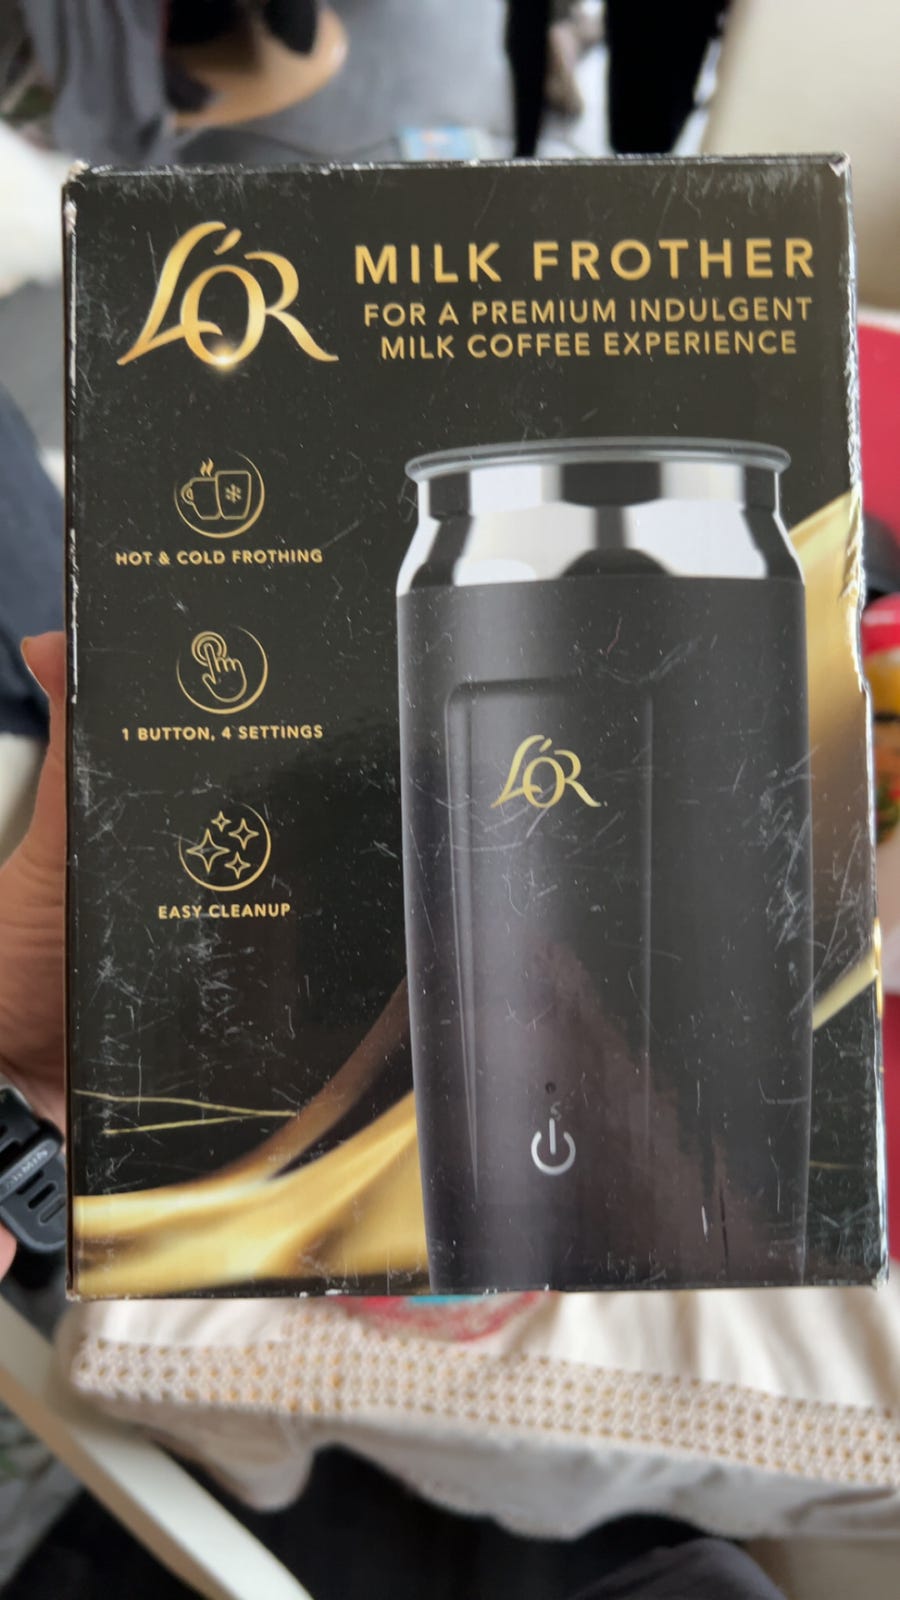 L'OR
MILK FROTHER
FOR A PREMIUM INDULGENT
MILK COFFEE EXPERIENCE
HOT & COLD FROTHING
1 BUTTON, 4 SETTINGS
EASY CLEANUP
L'OR
GARMIN